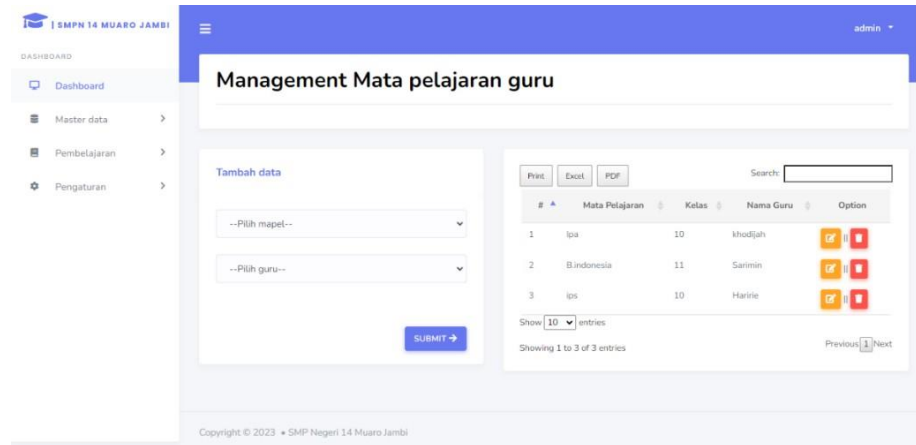 | SMPN 14 MUARO JAMBI
admin
DASHBOARD
Dashboard
Master data
Pembelajaran
Pengaturan
Management Mata pelajaran guru
Tambah data
--Pilih mapel--
--Pilih guru--
SUBMIT →
Print Excel PDF Search:
# Mata Pelajaran Kelas Nama Guru Option
1 Ipa 10 khodijah ||
2 B.indonesia 11 Sarimin ||
3 ips 10 Haririe ||
Show 10 entries
Showing 1 to 3 of 3 entries
Previous 1 Next
Copyright © 2023 • SMP Negeri 14 Muaro Jambi